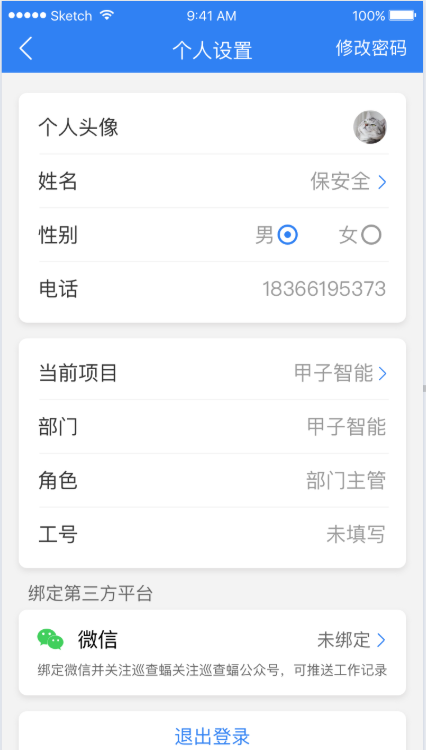 Sketch 9:41 AM 100%
个人设置 修改密码
个人头像
姓名 保安全
性别 男 女
电话 18366195373
当前项目 甲子智能
部门 甲子智能
角色 部门主管
工号 未填写
绑定第三方平台
微信 未绑定
绑定微信并关注巡查蝠关注巡查蝠公众号，可推送工作记录
退出登录